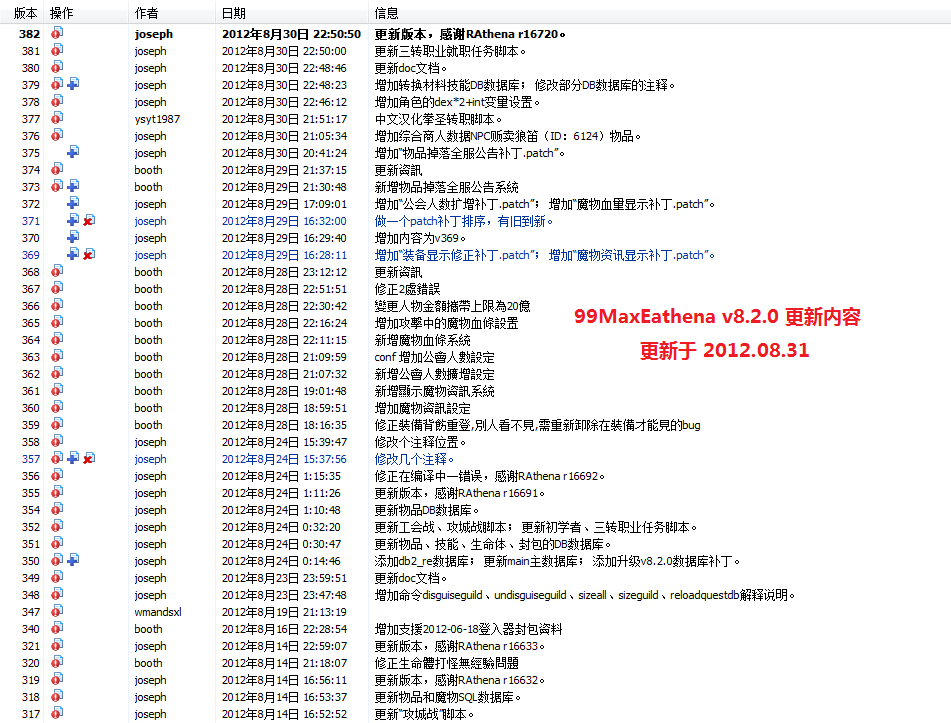 版本 操作 作者 日期 信息
382 joseph 2012年8月30日 22:50:50 更新版本，感谢RAthena r16720。
381 joseph 2012年8月30日 22:50:00 更新三转职业就职任务脚本。
380 joseph 2012年8月30日 22:48:46 更新doc文档。
379 joseph 2012年8月30日 22:48:23 增加转换材料技能DB数据库； 修改部分DB数据库的注释。
378 joseph 2012年8月30日 22:46:12 增加角色的dex*2+int变量设置。
377 ysyt1987 2012年8月30日 21:51:17 中文汉化拳圣转职脚本。
376 joseph 2012年8月30日 21:05:34 增加综合商人数据NPC贩卖狼笛（ID：6124）物品。
375 joseph 2012年8月30日 20:41:24 增加“物品掉落全服公告补丁.patch”。
374 booth 2012年8月29日 21:37:15 更新資訊
373 booth 2012年8月29日 21:30:48 新增物品掉落全服公告系統
372 joseph 2012年8月29日 17:09:01 增加“公会人数扩增补丁.patch”； 增加“魔物血量显示补丁.patch”。
371 joseph 2012年8月29日 16:32:00 做一个patch补丁排序，有旧到新。
370 joseph 2012年8月29日 16:29:40 增加内容为v369。
369 joseph 2012年8月29日 16:28:11 增加“装备显示修正补丁.patch”； 增加“魔物资讯显示补丁.patch”。
368 booth 2012年8月28日 23:12:12 更新資訊
367 booth 2012年8月28日 22:51:51 修正2處錯誤
366 booth 2012年8月28日 22:30:42 變更人物金額攜帶上限為20億
365 booth 2012年8月28日 22:16:24 增加攻擊中的魔物血條設置
364 booth 2012年8月28日 22:11:15 新增魔物血條系統
363 booth 2012年8月28日 21:09:59 conf 增加公會人數設定
362 booth 2012年8月28日 21:07:32 新增公會人數擴增設定
361 booth 2012年8月28日 19:01:48 新增顯示魔物資訊系統
360 booth 2012年8月28日 18:59:51 增加魔物資訊設定
359 booth 2012年8月28日 18:16:35 修正裝備背飭重登,別人看不見,需重新卸除在裝備才能見的bug
358 joseph 2012年8月24日 15:39:47 修改个注释位置。
357 joseph 2012年8月24日 15:37:56 修改几个注释。
356 joseph 2012年8月24日 1:15:35 修正在编译中一错误，感谢RAthena r16692。
355 joseph 2012年8月24日 1:11:26 更新版本，感谢RAthena r16691。
354 joseph 2012年8月24日 1:10:48 更新物品DB数据库。
352 joseph 2012年8月24日 0:32:20 更新工会战、攻城战脚本； 更新初学者、三转职业任务脚本。
351 joseph 2012年8月24日 0:30:47 更新物品、技能、生命体、封包的DB数据库。
350 joseph 2012年8月24日 0:14:46 添加db2_re数据库； 更新main主数据库； 添加升级v8.2.0数据库补丁。
349 joseph 2012年8月23日 23:59:51 更新doc文档。
348 joseph 2012年8月23日 23:47:48 增加命令disguiseguild、undisguiseguild、sizeall、sizeguild、reloadquestdb解释说明。
347 wmandsxl 2012年8月19日 21:13:19
340 booth 2012年8月16日 22:28:54 增加支援2012-06-18登入器封包資料
321 joseph 2012年8月14日 22:59:07 更新版本，感谢RAthena r16633。
320 booth 2012年8月14日 21:18:07 修正生命體打怪無經驗問題
319 joseph 2012年8月14日 16:56:11 更新版本，感谢RAthena r16632。
318 joseph 2012年8月14日 16:53:37 更新物品和魔物SQL数据库。
317 joseph 2012年8月14日 16:52:52 更新“攻城战”脚本。
99MaxEathena v8.2.0 更新内容
更新于 2012.08.31